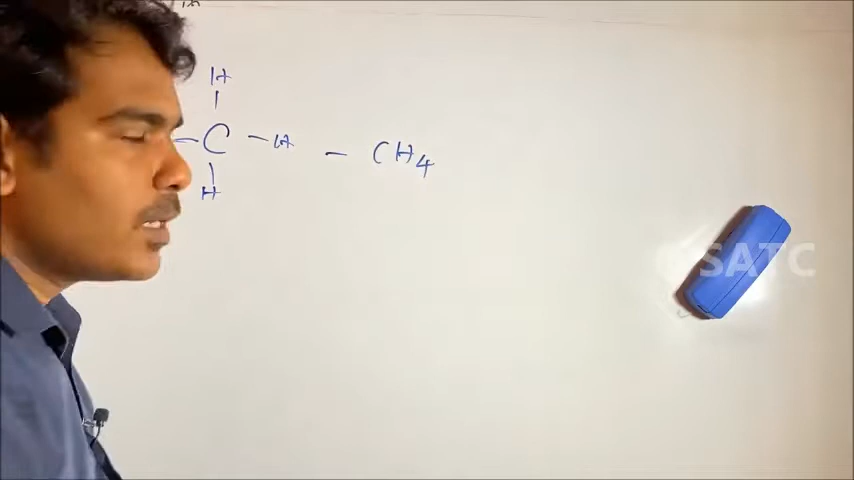 H
|
– C – H – CH4
|
H
SATC